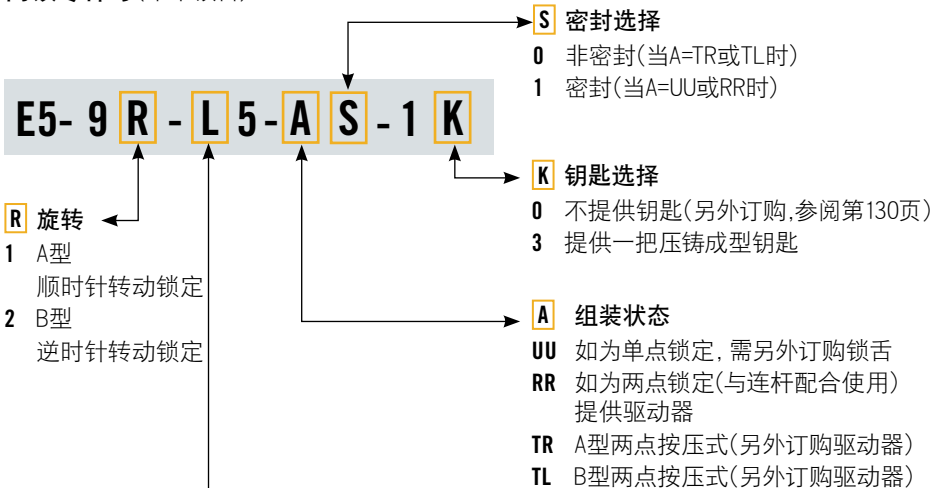 S 密封选择
0 非密封(当A=TR或TL时)
1 密封(当A=UU或RR时)
E5- 9 R - L 5 - A S - 1 K
K 钥匙选择
0 不提供钥匙(另外订购,参阅第130页)
3 提供一把压铸成型钥匙
R 旋转
1 A型
顺时针转动锁定
2 B型
逆时针转动锁定
A 组装状态
UU 如为单点锁定, 需另外订购锁舌
RR 如为两点锁定(与连杆配合使用)
提供驱动器
TR A型两点按压式(另外订购驱动器)
TL B型两点按压式(另外订购驱动器)